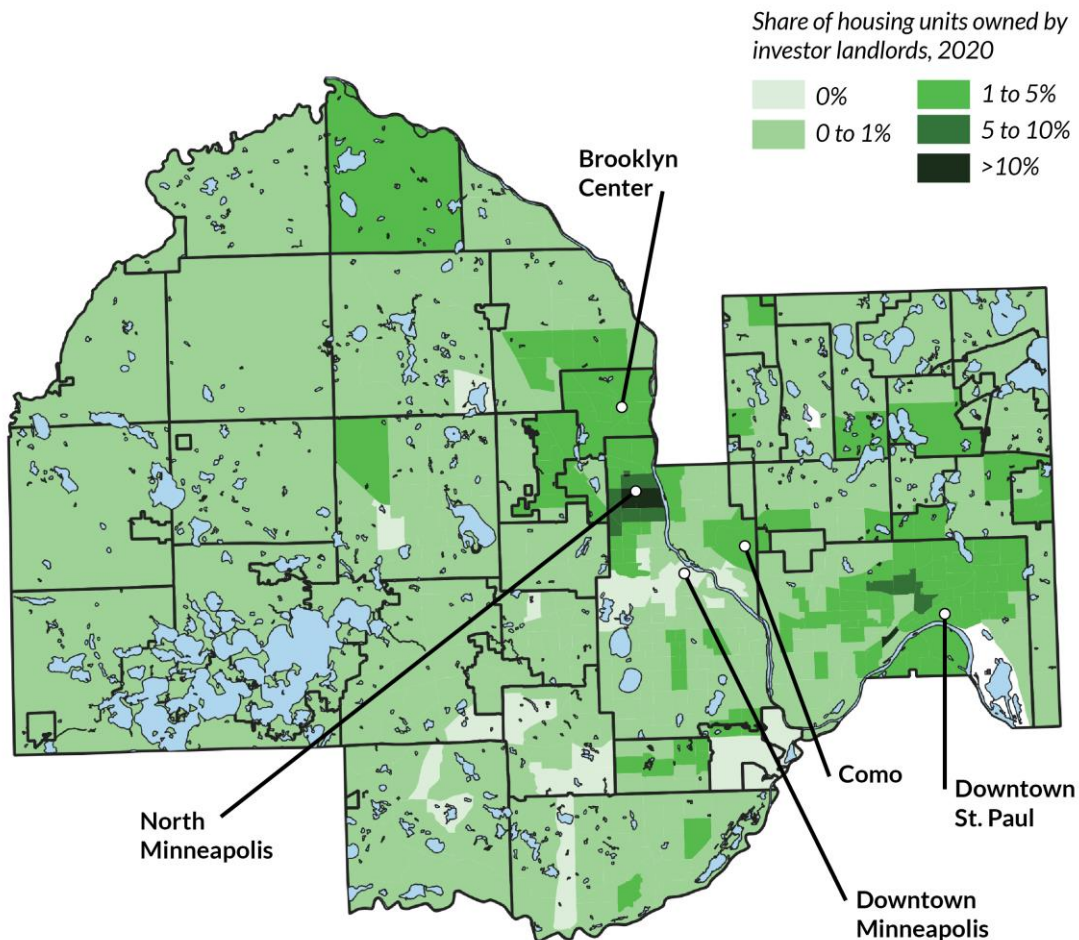 Share of housing units owned by
investor landlords, 2020
0%
0 to 1%
1 to 5%
5 to 10%
>10%
Brooklyn
Center
North
Minneapolis
Como
Downtown
St. Paul
Downtown
Minneapolis